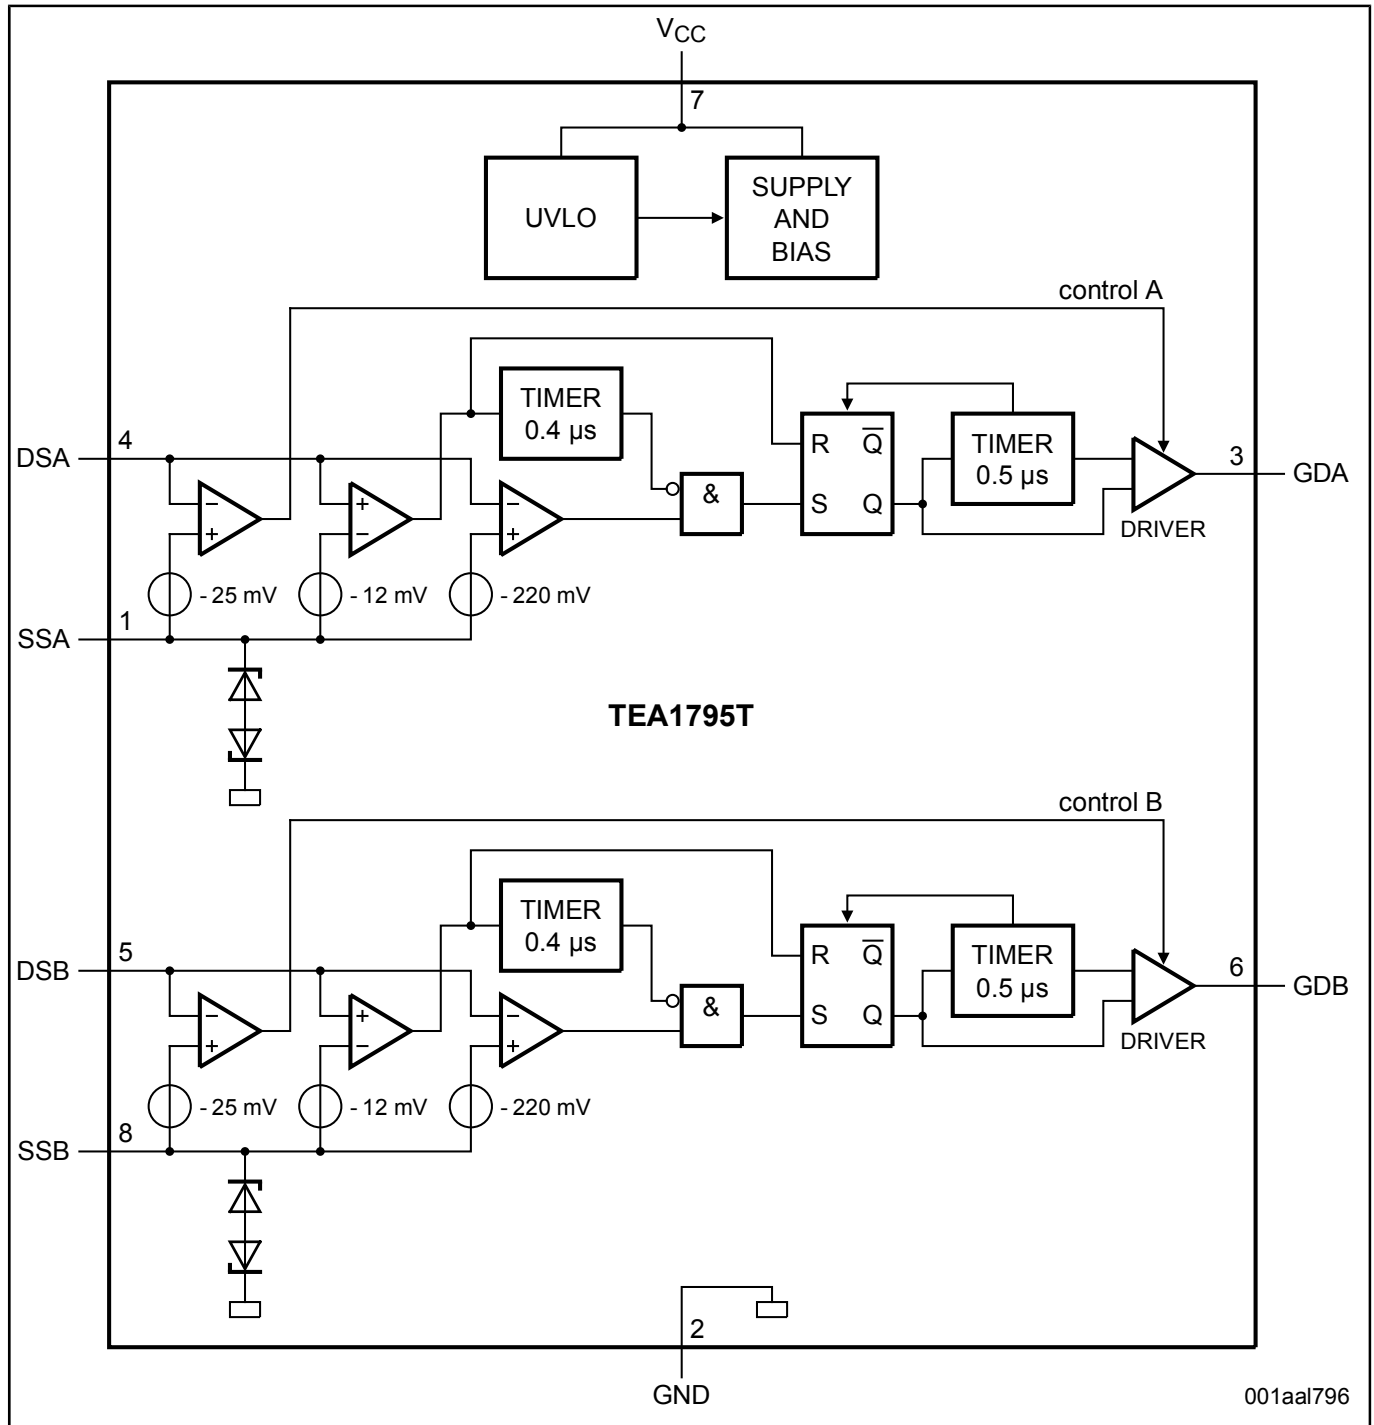 VCC
7
UVLO
SUPPLY
AND
BIAS
control A
TIMER
0.4 µs
R Q
S Q
TIMER
0.5 µs
DSA
4
-
+
+
-
-
+
&
3
GDA
DRIVER
- 25 mV
- 12 mV
- 220 mV
SSA
1
TEA1795T
control B
TIMER
0.4 µs
R Q
S Q
TIMER
0.5 µs
DSB
5
-
+
+
-
-
+
&
6
GDB
DRIVER
- 25 mV
- 12 mV
- 220 mV
SSB
8
2
GND
001aal796